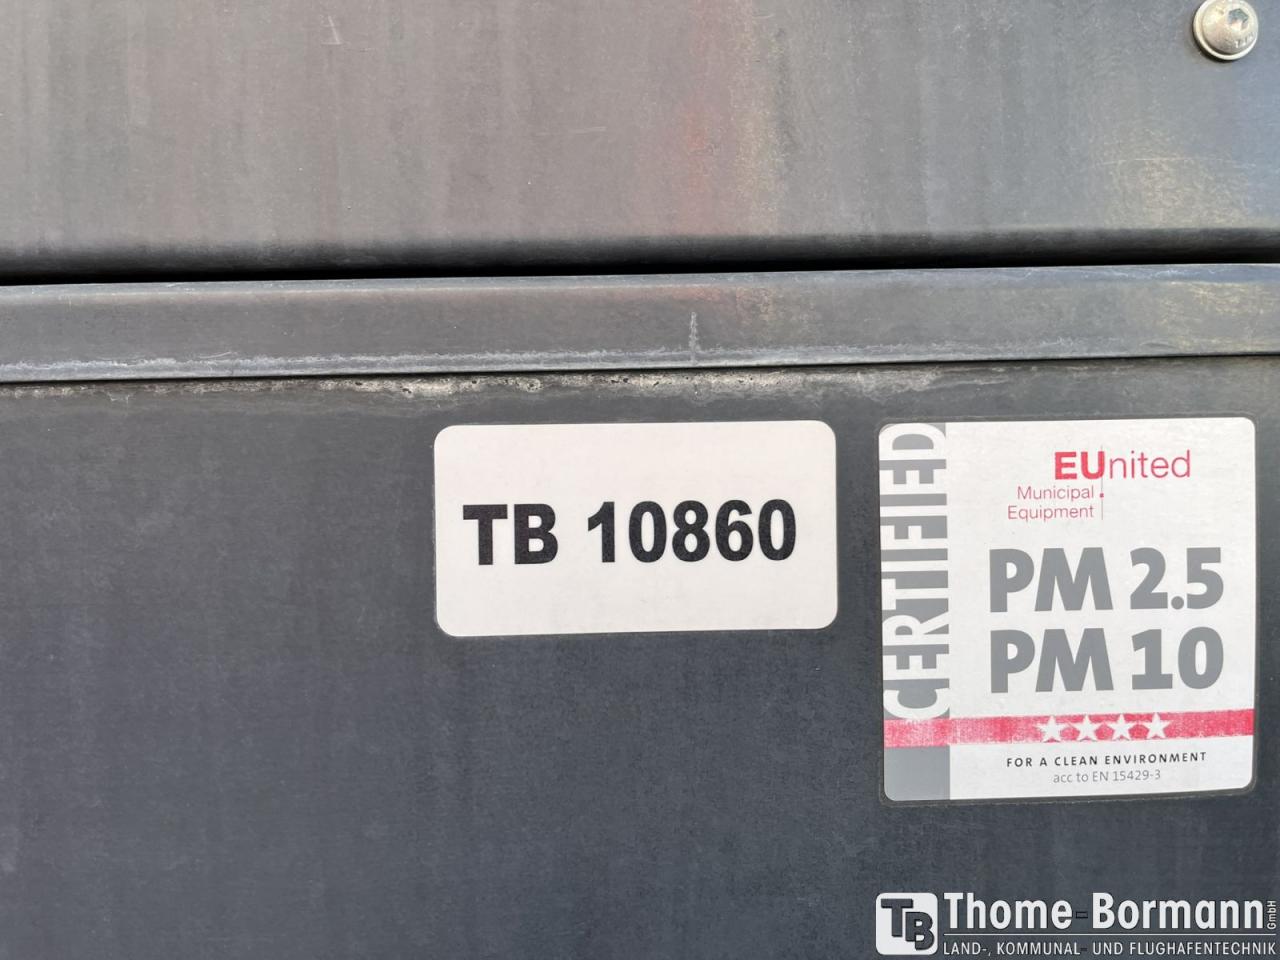 TB 10860
CERTIFIED
EUnited
Municipal
Equipment
PM 2.5
PM 10
FOR A CLEAN ENVIRONMENT
acc to EN 15429-3
TB Thome-Bormann GmbH
LAND-, KOMMUNAL- UND FLUGHAFENTECHNIK